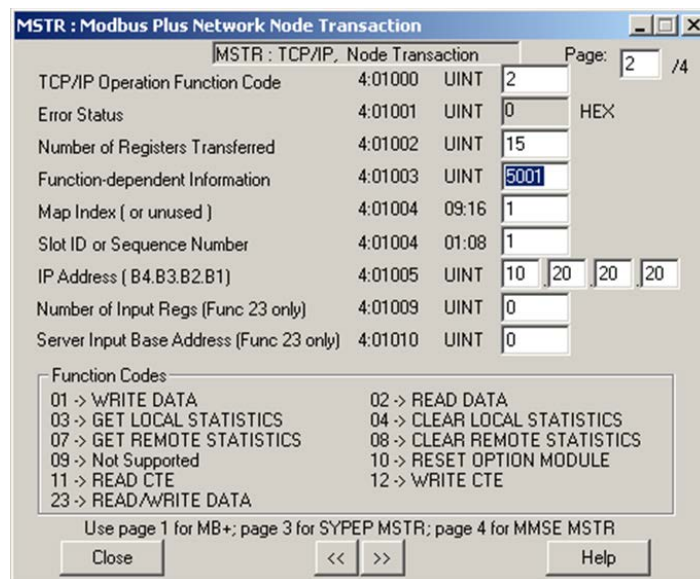 MSTR : Modbus Plus Network Node Transaction
MSTR : TCP/IP, Node Transaction Page: 2 /4
TCP/IP Operation Function Code 4:01000 UINT 2
Error Status 4:01001 UINT 0 HEX
Number of Registers Transferred 4:01002 UINT 15
Function-dependent Information 4:01003 UINT 5001
Map Index ( or unused ) 4:01004 09:16 1
Slot ID or Sequence Number 4:01004 01:08 1
IP Address ( B4.B3.B2.B1) 4:01005 UINT 10 .20 .20 .20
Number of Input Regs (Func 23 only) 4:01009 UINT 0
Server Input Base Address (Func 23 only) 4:01010 UINT 0
Function Codes
01 -> WRITE DATA 02 -> READ DATA
03 -> GET LOCAL STATISTICS 04 -> CLEAR LOCAL STATISTICS
07 -> GET REMOTE STATISTICS 08 -> CLEAR REMOTE STATISTICS
09 -> Not Supported 10 -> RESET OPTION MODULE
11 -> READ CTE 12 -> WRITE CTE
23 -> READ/WRITE DATA
Use page 1 for MB+; page 3 for SYPEP MSTR; page 4 for MMSE MSTR
Close << >> Help